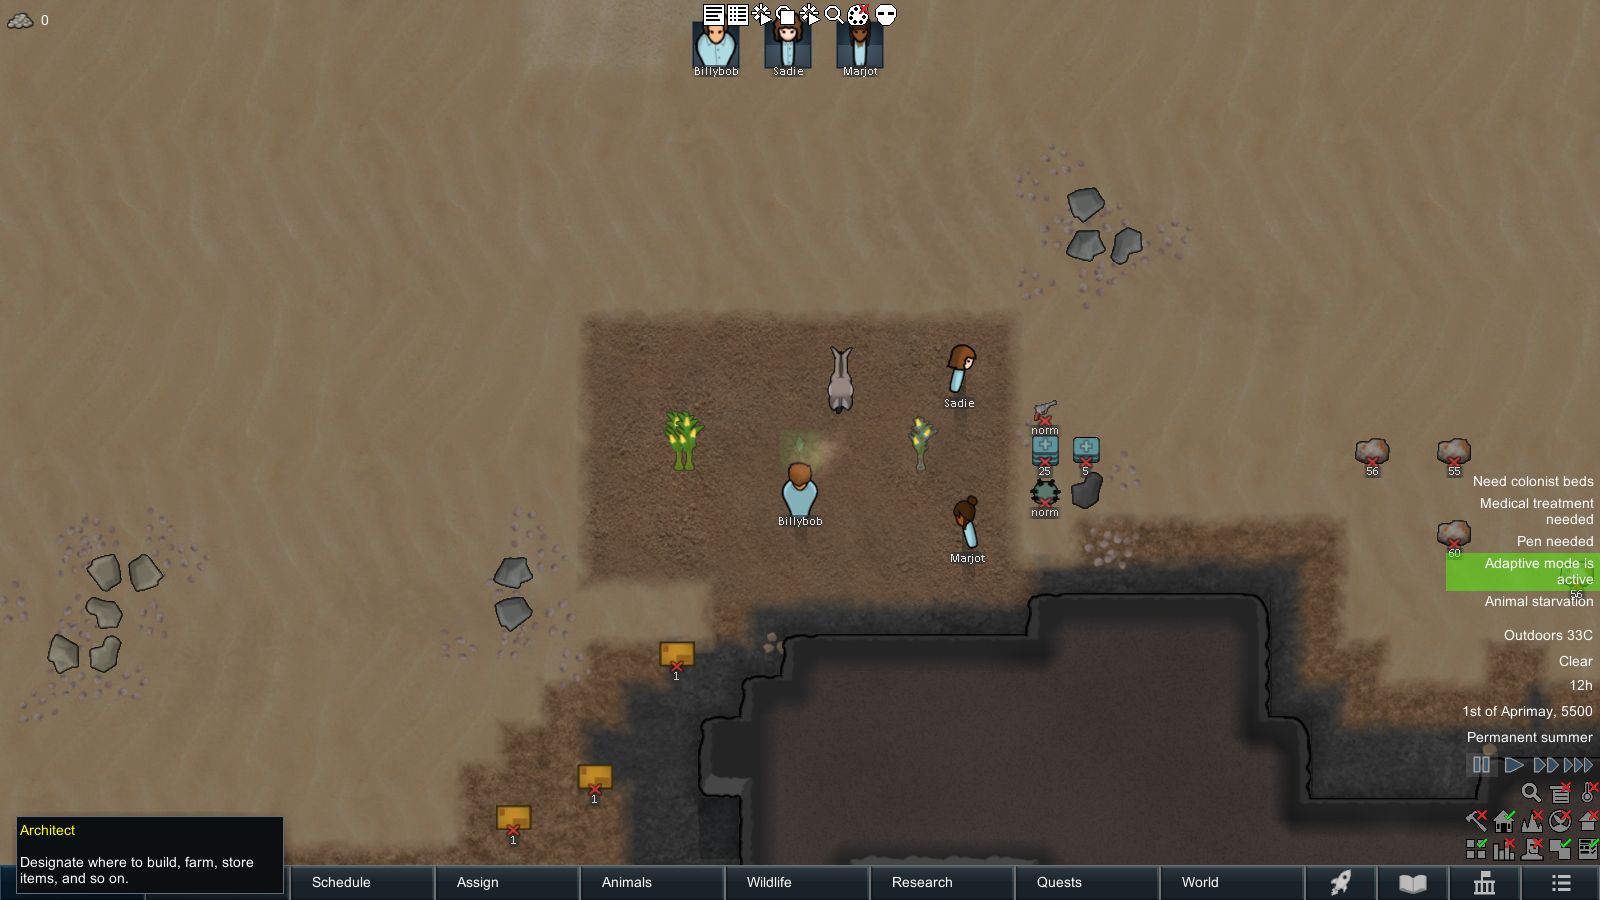 0
Billybob
Sadie
Marjot
Sadie
norm
25
5
norm
Billybob
Marjot
56
55
60
56
Need colonist beds
Medical treatment
needed
Pen needed
Adaptive mode is
active
Animal starvation
Outdoors 33C
Clear
12h
1st of Aprimay, 5500
Permanent summer
1
1
1
Architect
Designate where to build, farm, store
items, and so on.
Schedule
Assign
Animals
Wildlife
Research
Quests
World